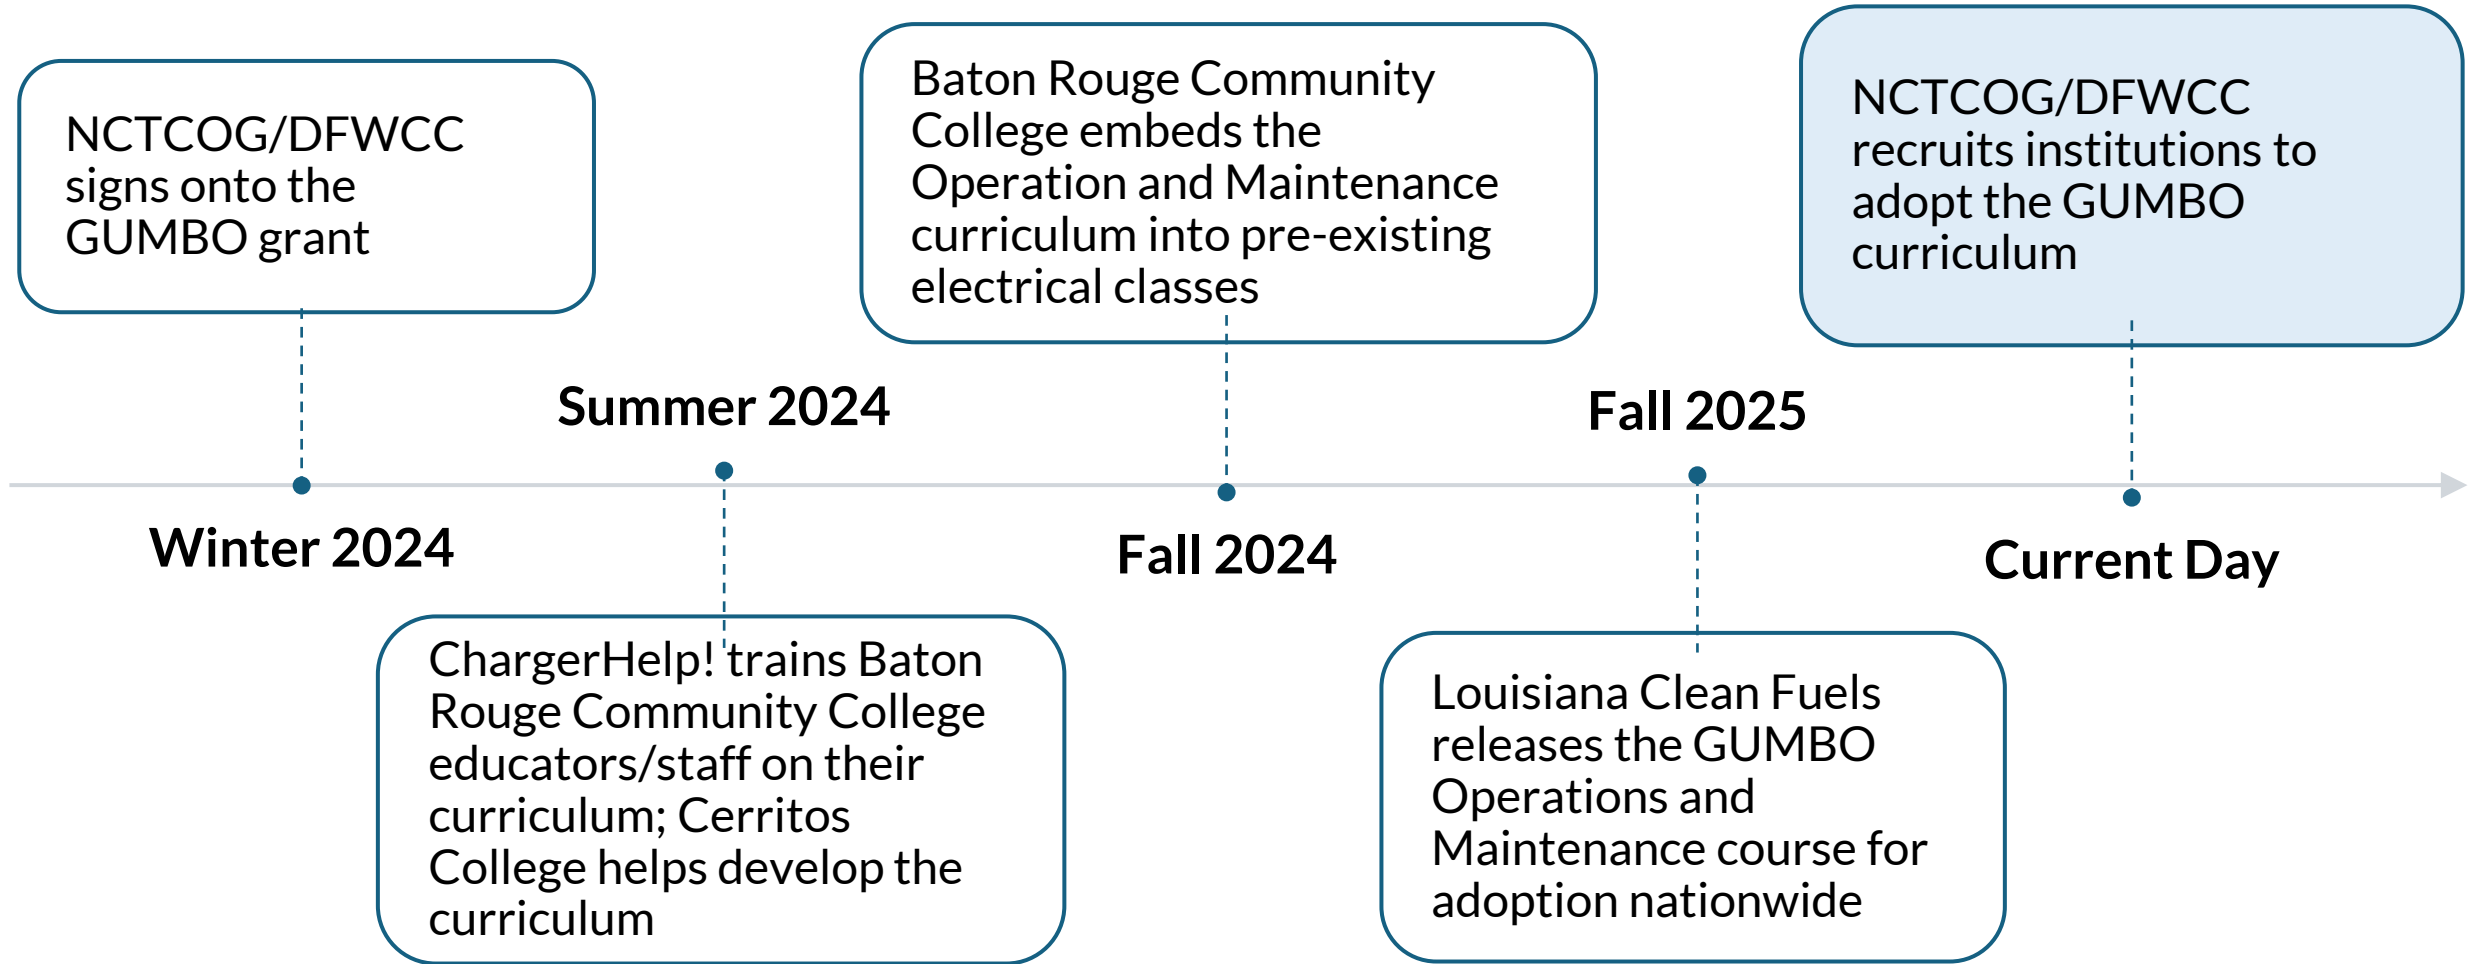 NCTCOG/DFWCC
signs onto the
GUMBO grant
Winter 2024
Summer 2024
ChargerHelp! trains Baton
Rouge Community College
educators/staff on their
curriculum; Cerritos
College helps develop the
curriculum
Baton Rouge Community
College embeds the
Operation and Maintenance
curriculum into pre-existing
electrical classes
Fall 2024
Fall 2025
Louisiana Clean Fuels
releases the GUMBO
Operations and
Maintenance course for
adoption nationwide
NCTCOG/DFWCC
recruits institutions to
adopt the GUMBO
curriculum
Current Day